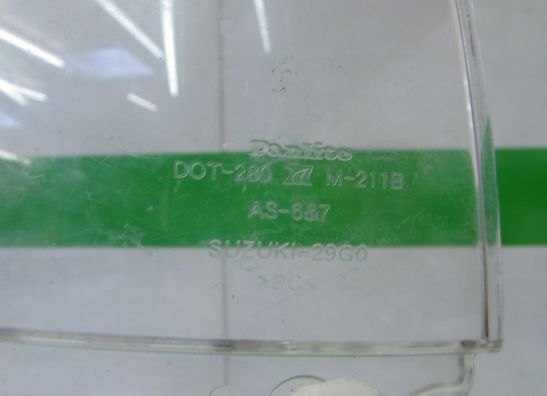 DOT-280 M-211B
AS-6&7
SUZUKI-29G0
>PC<